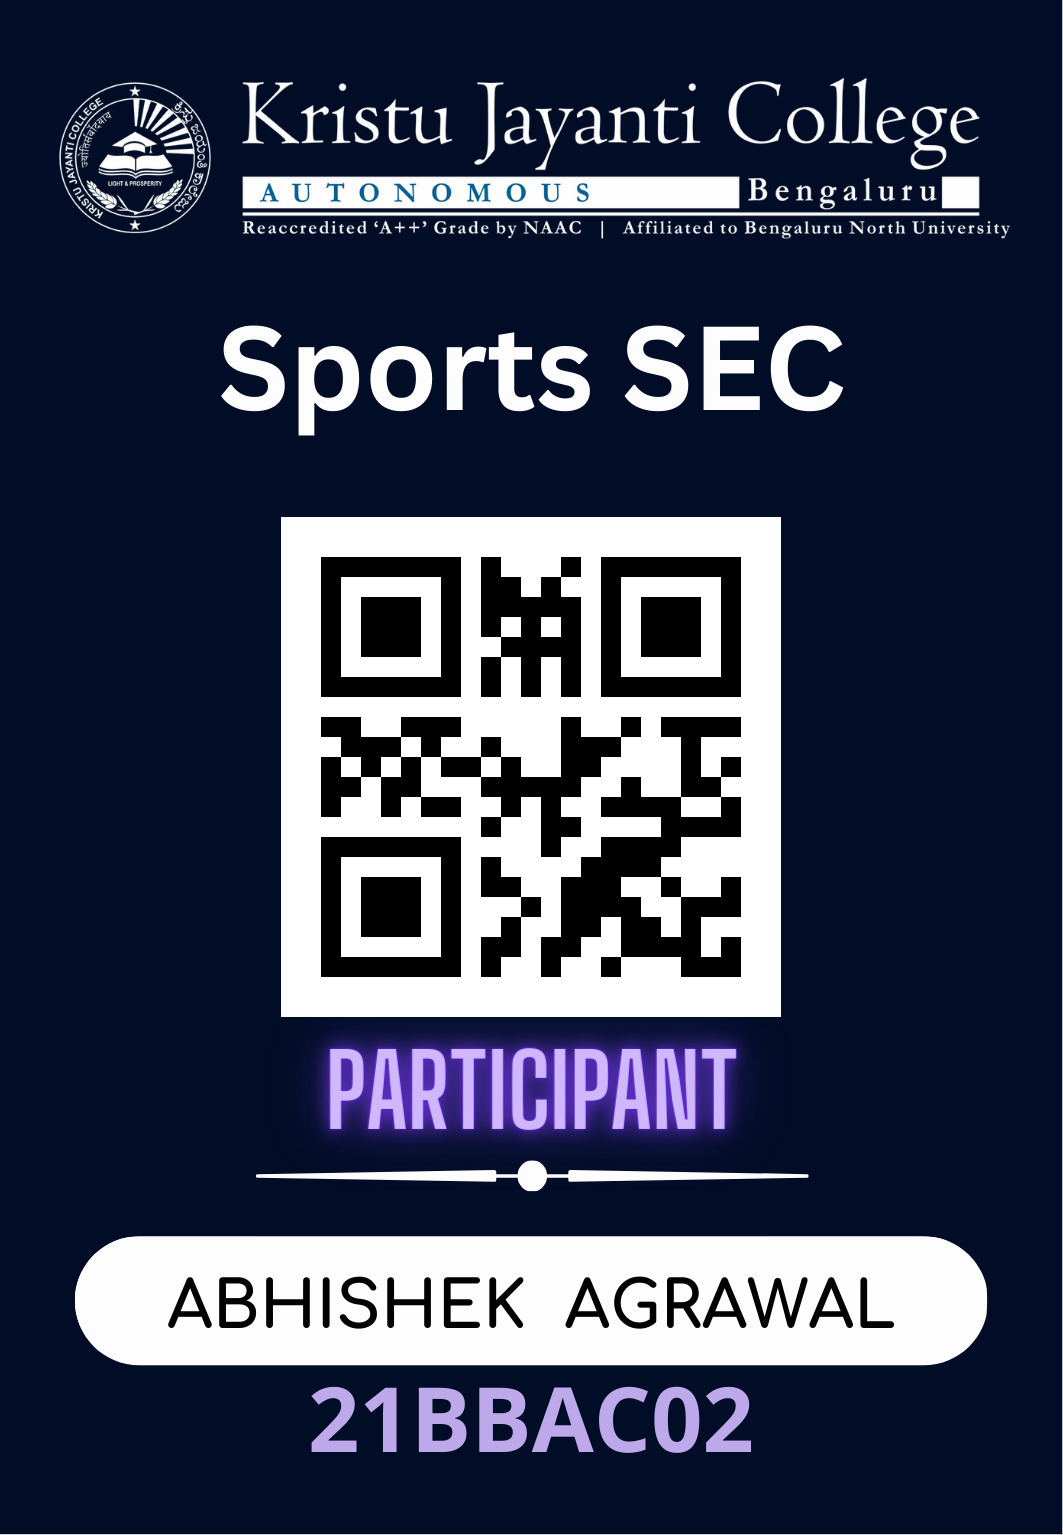 KRISTU JAYANTI COLLEGE
ಕ್ರಿಸ್ತು ಜಯಂತಿ ಕಾಲೇಜು
LIGHT & PROSPERITY
Kristu Jayanti College
AUTONOMOUS Bengaluru
Reaccredited ‘A++’ Grade by NAAC | Affiliated to Bengaluru North University
Sports SEC
PARTICIPANT
ABHISHEK AGRAWAL
21BBAC02